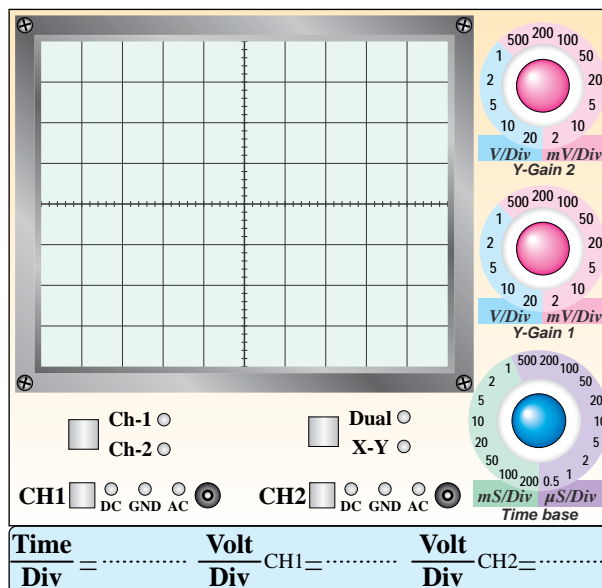 500 200 100
1 50
2 20
5 5
10 10
20 2
V/Div mV/Div
Y-Gain 2
500 200 100
1 50
2 20
5 5
10 10
20 2
V/Div mV/Div
Y-Gain 1
500 200 100
1 50
2 20
5 10
10 5
20 2
50 1
100 0.5
200
mS/Div µS/Div
Time base
Ch-1
Ch-2
Dual
X-Y
CH1 DC GND AC
CH2 DC GND AC
Time/Div = ............... Volt/Div CH1= ............... Volt/Div CH2= ...............